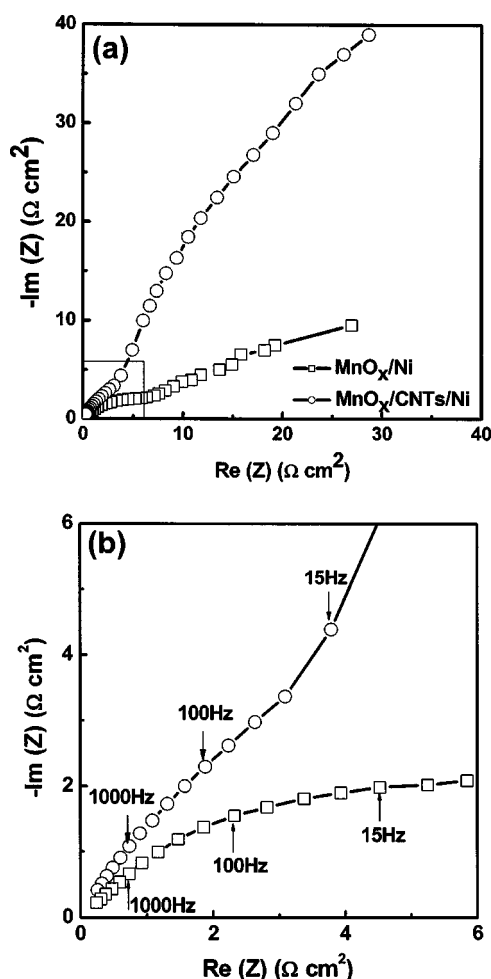 (a)
40
30
20
10
0
-Im (Z) (Ω cm²)
0 10 20 30 40
Re (Z) (Ω cm²)
MnOₓ/Ni
MnOₓ/CNTs/Ni
(b)
6
4
2
0
-Im (Z) (Ω cm²)
15Hz
100Hz
1000Hz
15Hz
100Hz
1000Hz
0 2 4 6
Re (Z) (Ω cm²)